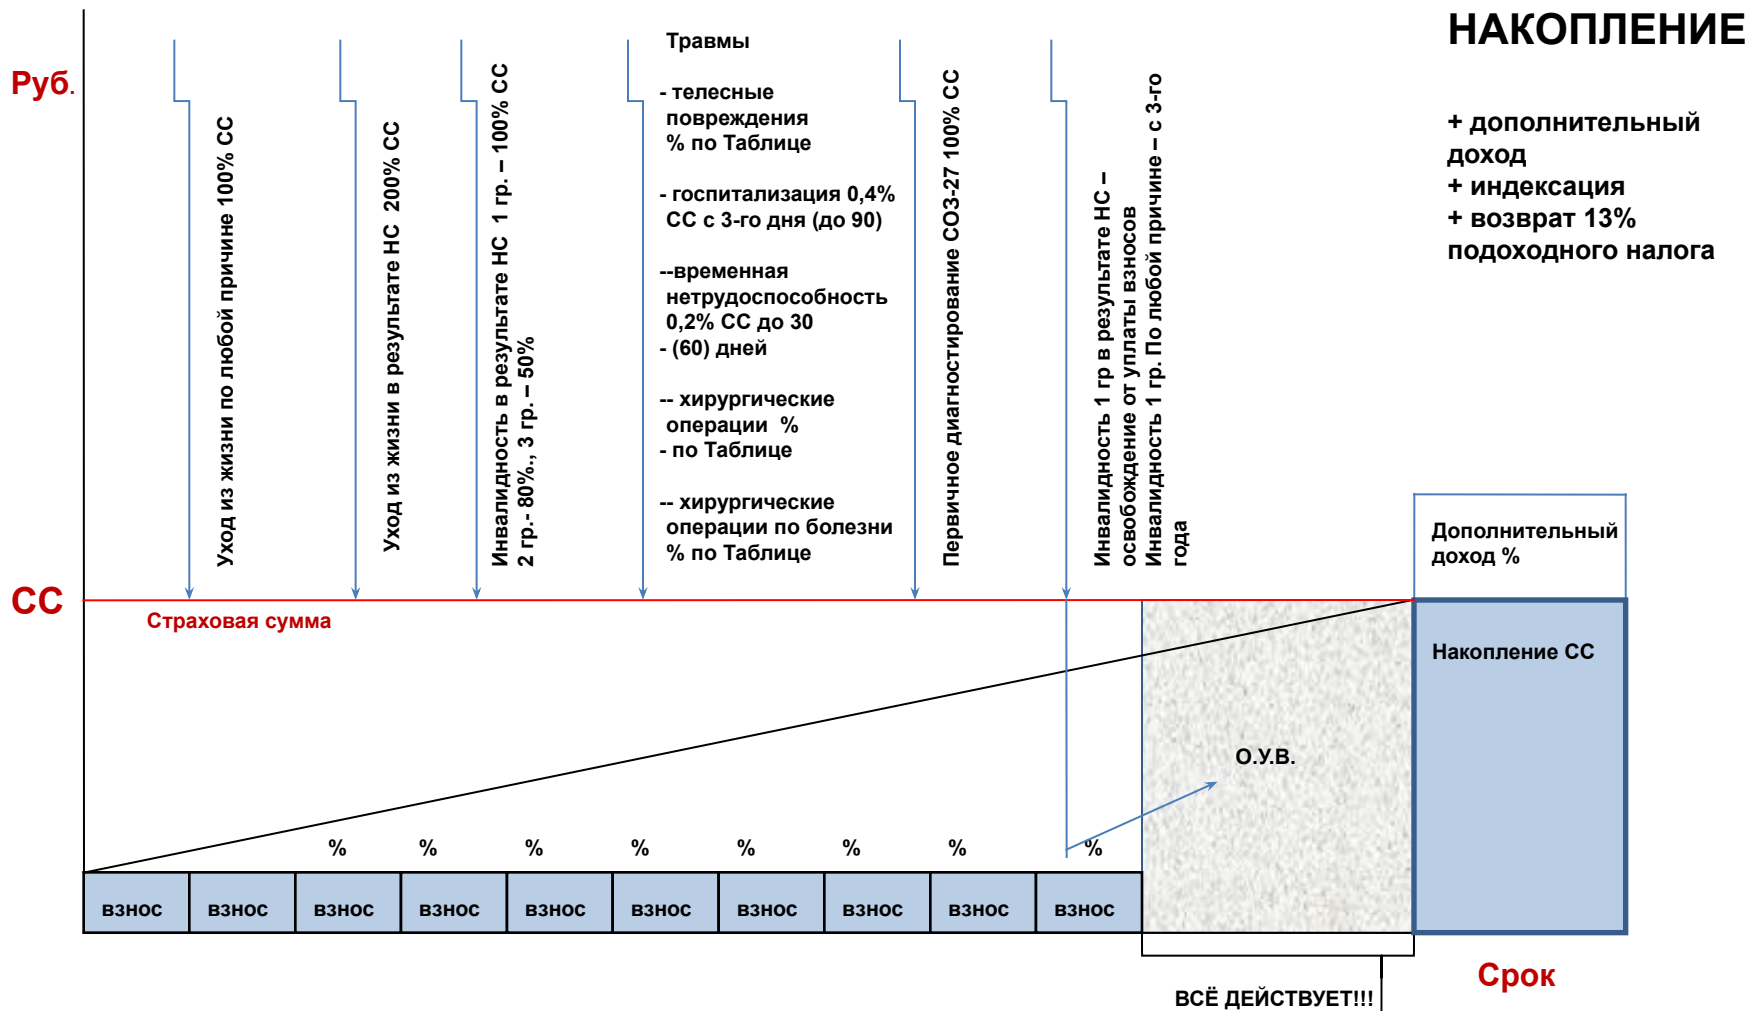 НАКОПЛЕНИЕ
Руб.
+ дополнительный
доход
+ индексация
+ возврат 13%
подоходного налога
Уход из жизни по любой причине 100% СС
Уход из жизни в результате НС 200% СС
Инвалидность в результате НС 1 гр. – 100% СС
2 гр.- 80%., 3 гр. – 50%
Травмы
- телесные
повреждения
% по Таблице
- госпитализация 0,4%
СС с 3-го дня (до 90)
--временная
нетрудоспособность
0,2% СС до 30
- (60) дней
-- хирургические
операции %
- по Таблице
-- хирургические
операции по болезни
% по Таблице
Первичное диагностирование СОЗ-27 100% СС
Инвалидность 1 гр в результате НС –
освобождение от уплаты взносов
Инвалидность 1 гр. По любой причине – с 3-го
года
Дополнительный
доход %
СС
Страховая сумма
Накопление СС
О.У.В.
% % % % % % % %
взнос взнос взнос взнос взнос взнос взнос взнос взнос взнос
Срок
ВСЁ ДЕЙСТВУЕТ!!!